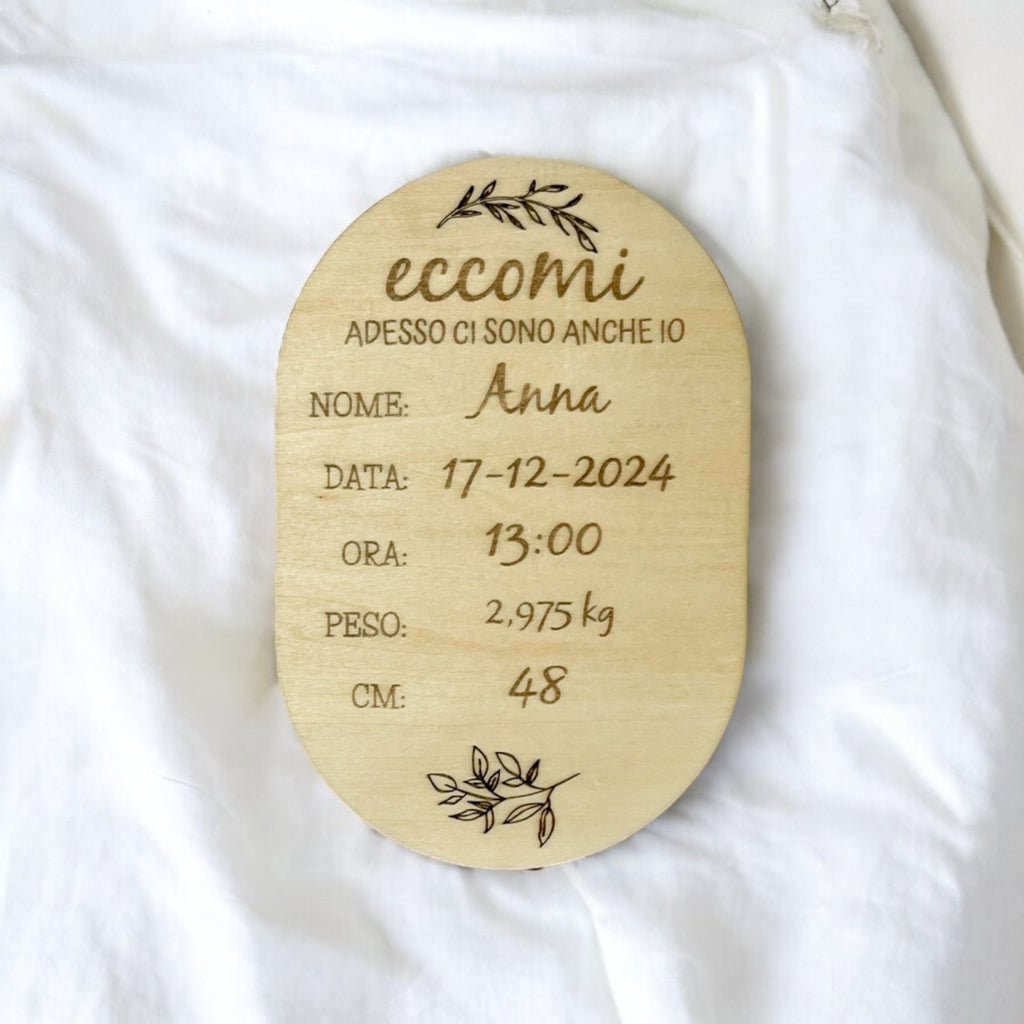 eccomi
ADESSO CI SONO ANCHE IO
NOME: Anna
DATA: 17-12-2024
ORA: 13:00
PESO: 2,975 kg
CM: 48